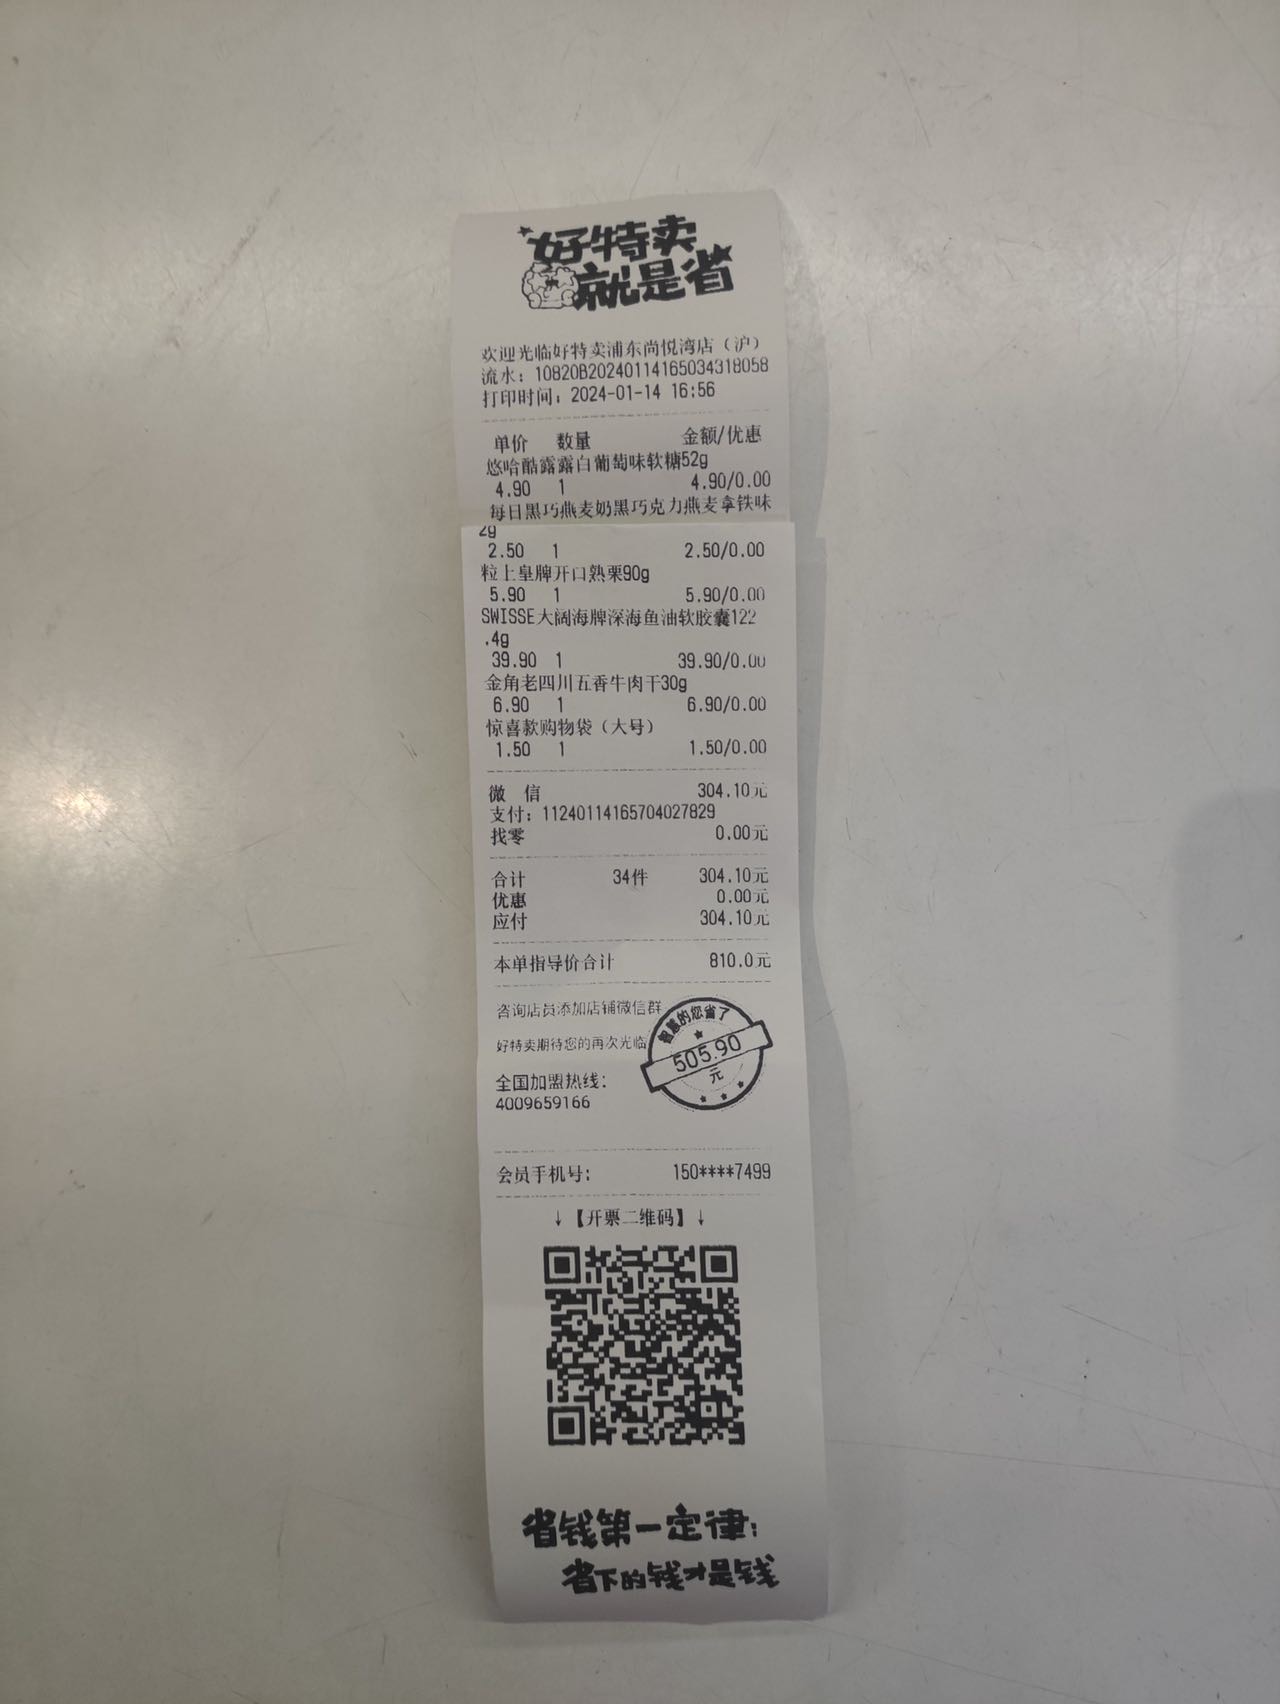 好特卖
就是省
欢迎光临好特卖浦东尚悦湾店（沪）
流水：10820B20240114165034318058
打印时间：2024-01-14 16:56
单价 数量 金额/优惠
悠哈酷露露白葡萄味软糖52g
4.90 1 4.90/0.00
每日黑巧燕麦奶黑巧克力燕麦拿铁味
2g
2.50 1 2.50/0.00
粒上皇牌开口熟栗90g
5.90 1 5.90/0.00
SWISSE大阔海牌深海鱼油软胶囊122
.4g
39.90 1 39.90/0.00
金角老四川五香牛肉干30g
6.90 1 6.90/0.00
惊喜款购物袋（大号）
1.50 1 1.50/0.00
微 信 304.10元
支付：11240114165704027829
找零 0.00元
合计 34件 304.10元
优惠 0.00元
应付 304.10元
本单指导价合计 810.0元
咨询店员添加店铺微信群
好特卖期待您的再次光临
智慧的您省了
505.90
元
全国加盟热线：
4009659166
会员手机号： 150****7499
↓【开票二维码】↓
省钱第一定律：
省下的钱才是钱